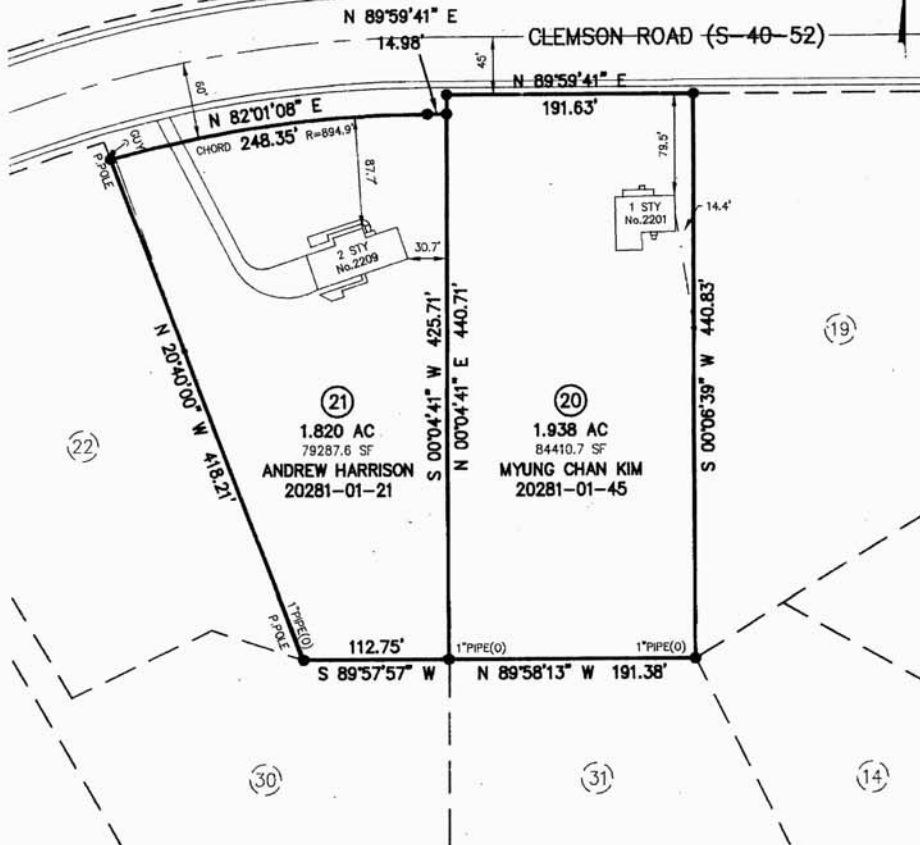 N 89°59'41" E
14.98'
CLEMSON ROAD (S-40-52)
45'
60'
N 89°59'41" E
191.63'
N 82°01'08" E
CHORD 248.35' R=894.9'
GUY
P.POLE
87.7'
79.5'
1 STY
No.2201
14.4'
2 STY
No.2209
30.7'
N 20°40'00" W 418.21'
S 00°04'41" W 425.71'
N 00°04'41" E 440.71'
S 00°06'39" W 440.83'
19
22
21
1.820 AC
79287.6 SF
ANDREW HARRISON
20281-01-21
20
1.938 AC
84410.7 SF
MYUNG CHAN KIM
20281-01-45
1"PIPE(O)
P.POLE
112.75'
S 89°57'57" W
1"PIPE(O)
1"PIPE(O)
N 89°58'13" W 191.38'
30
31
14